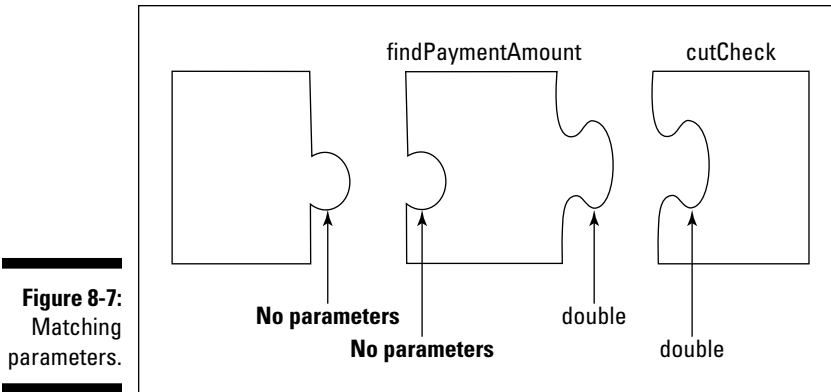 findPaymentAmount
cutCheck
No parameters
No parameters
double
double
Figure 8-7:
Matching
parameters.